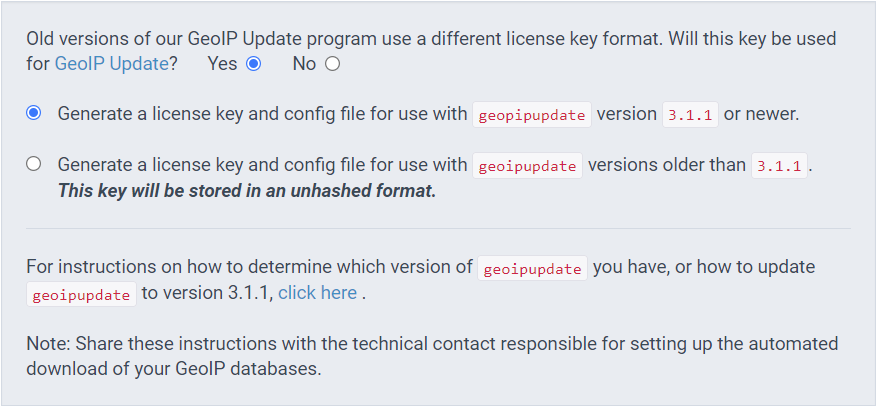 Old versions of our GeoIP Update program use a different license key format. Will this key be used
for GeoIP Update? Yes No
Generate a license key and config file for use with geopipupdate version 3.1.1 or newer.
Generate a license key and config file for use with geoipupdate versions older than 3.1.1.
This key will be stored in an unhashed format.
For instructions on how to determine which version of geoipupdate you have, or how to update
geoipupdate to version 3.1.1, click here .
Note: Share these instructions with the technical contact responsible for setting up the automated
download of your GeoIP databases.